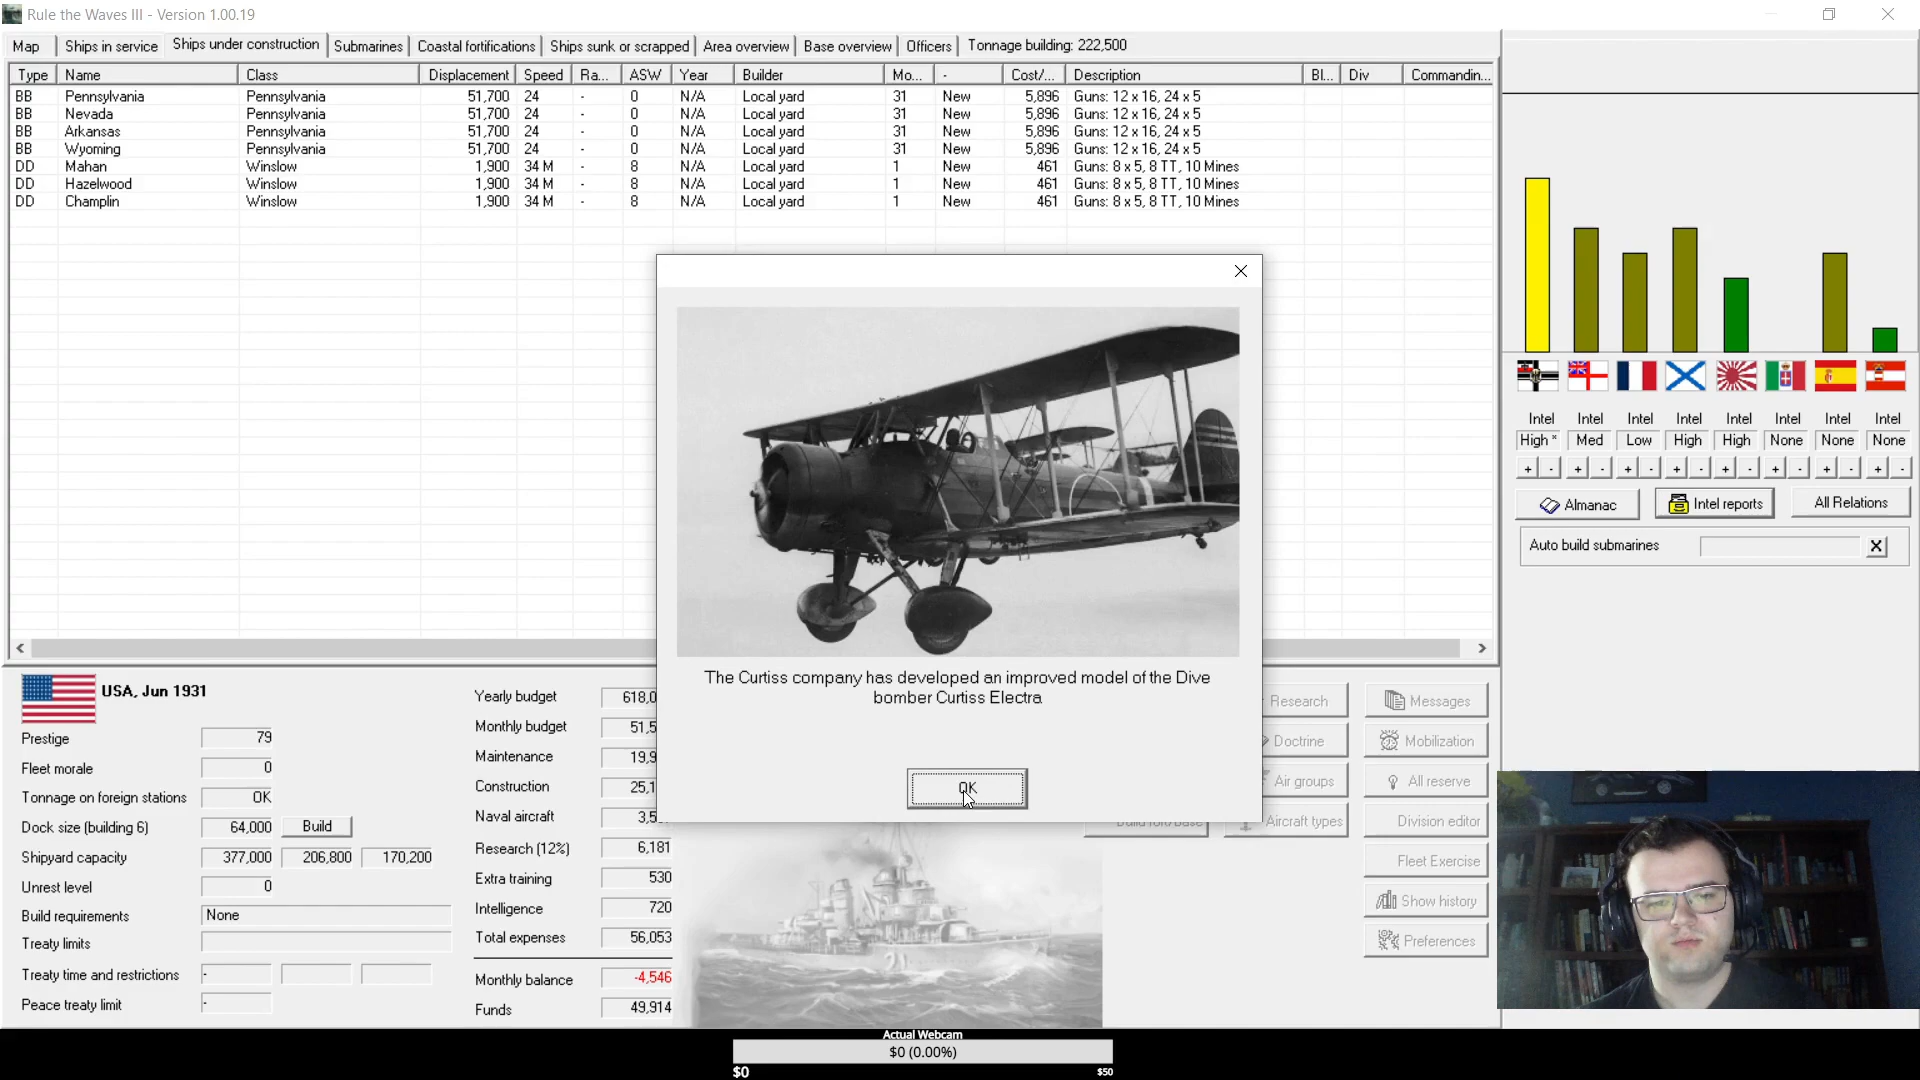 Rule the Waves III - Version 1.00.19
Map Ships in service Ships under construction Submarines Coastal fortifications Ships sunk or scrapped Area overview Base overview Officers Tonnage building: 222,500
Type Name Class Displacement Speed Ra... ASW Year Builder Mo... - Cost/... Description Bl... Div Commandin...
BB Pennsylvania Pennsylvania 51,700 24 - 0 N/A Local yard 31 New 5,896 Guns: 12 x 16, 24 x 5
BB Nevada Pennsylvania 51,700 24 - 0 N/A Local yard 31 New 5,896 Guns: 12 x 16, 24 x 5
BB Arkansas Pennsylvania 51,700 24 - 0 N/A Local yard 31 New 5,896 Guns: 12 x 16, 24 x 5
BB Wyoming Pennsylvania 51,700 24 - 0 N/A Local yard 31 New 5,896 Guns: 12 x 16, 24 x 5
DD Mahan Winslow 1,900 34 M - 8 N/A Local yard 1 New 461 Guns: 8 x 5, 8 TT, 10 Mines
DD Hazelwood Winslow 1,900 34 M - 8 N/A Local yard 1 New 461 Guns: 8 x 5, 8 TT, 10 Mines
DD Champlin Winslow 1,900 34 M - 8 N/A Local yard 1 New 461 Guns: 8 x 5, 8 TT, 10 Mines
The Curtiss company has developed an improved model of the Dive
bomber Curtiss Electra
OK
Intel Intel Intel Intel Intel Intel Intel Intel
High * Med Low High High None None None
+ - + - + - + - + - + - + - + -
Almanac Intel reports All Relations
Auto build submarines X
USA, Jun 1931
Prestige 79
Fleet morale 0
Tonnage on foreign stations OK
Dock size (building 6) 64,000 Build
Shipyard capacity 377,000 206,800 170,200
Unrest level 0
Build requirements None
Treaty limits
Treaty time and restrictions -
Peace treaty limit -
Yearly budget 618,0
Monthly budget 51,5
Maintenance 19,9
Construction 25,1
Naval aircraft 3,5
Research (12%) 6,181
Extra training 530
Intelligence 720
Total expenses 56,053
Monthly balance -4,546
Funds 49,914
Research Messages
Doctrine Mobilization
Air groups All reserve
Aircraft types Division editor
Fleet Exercise
Show history
Preferences
21
Actual Webcam
$0 (0.00%)
$0 $50